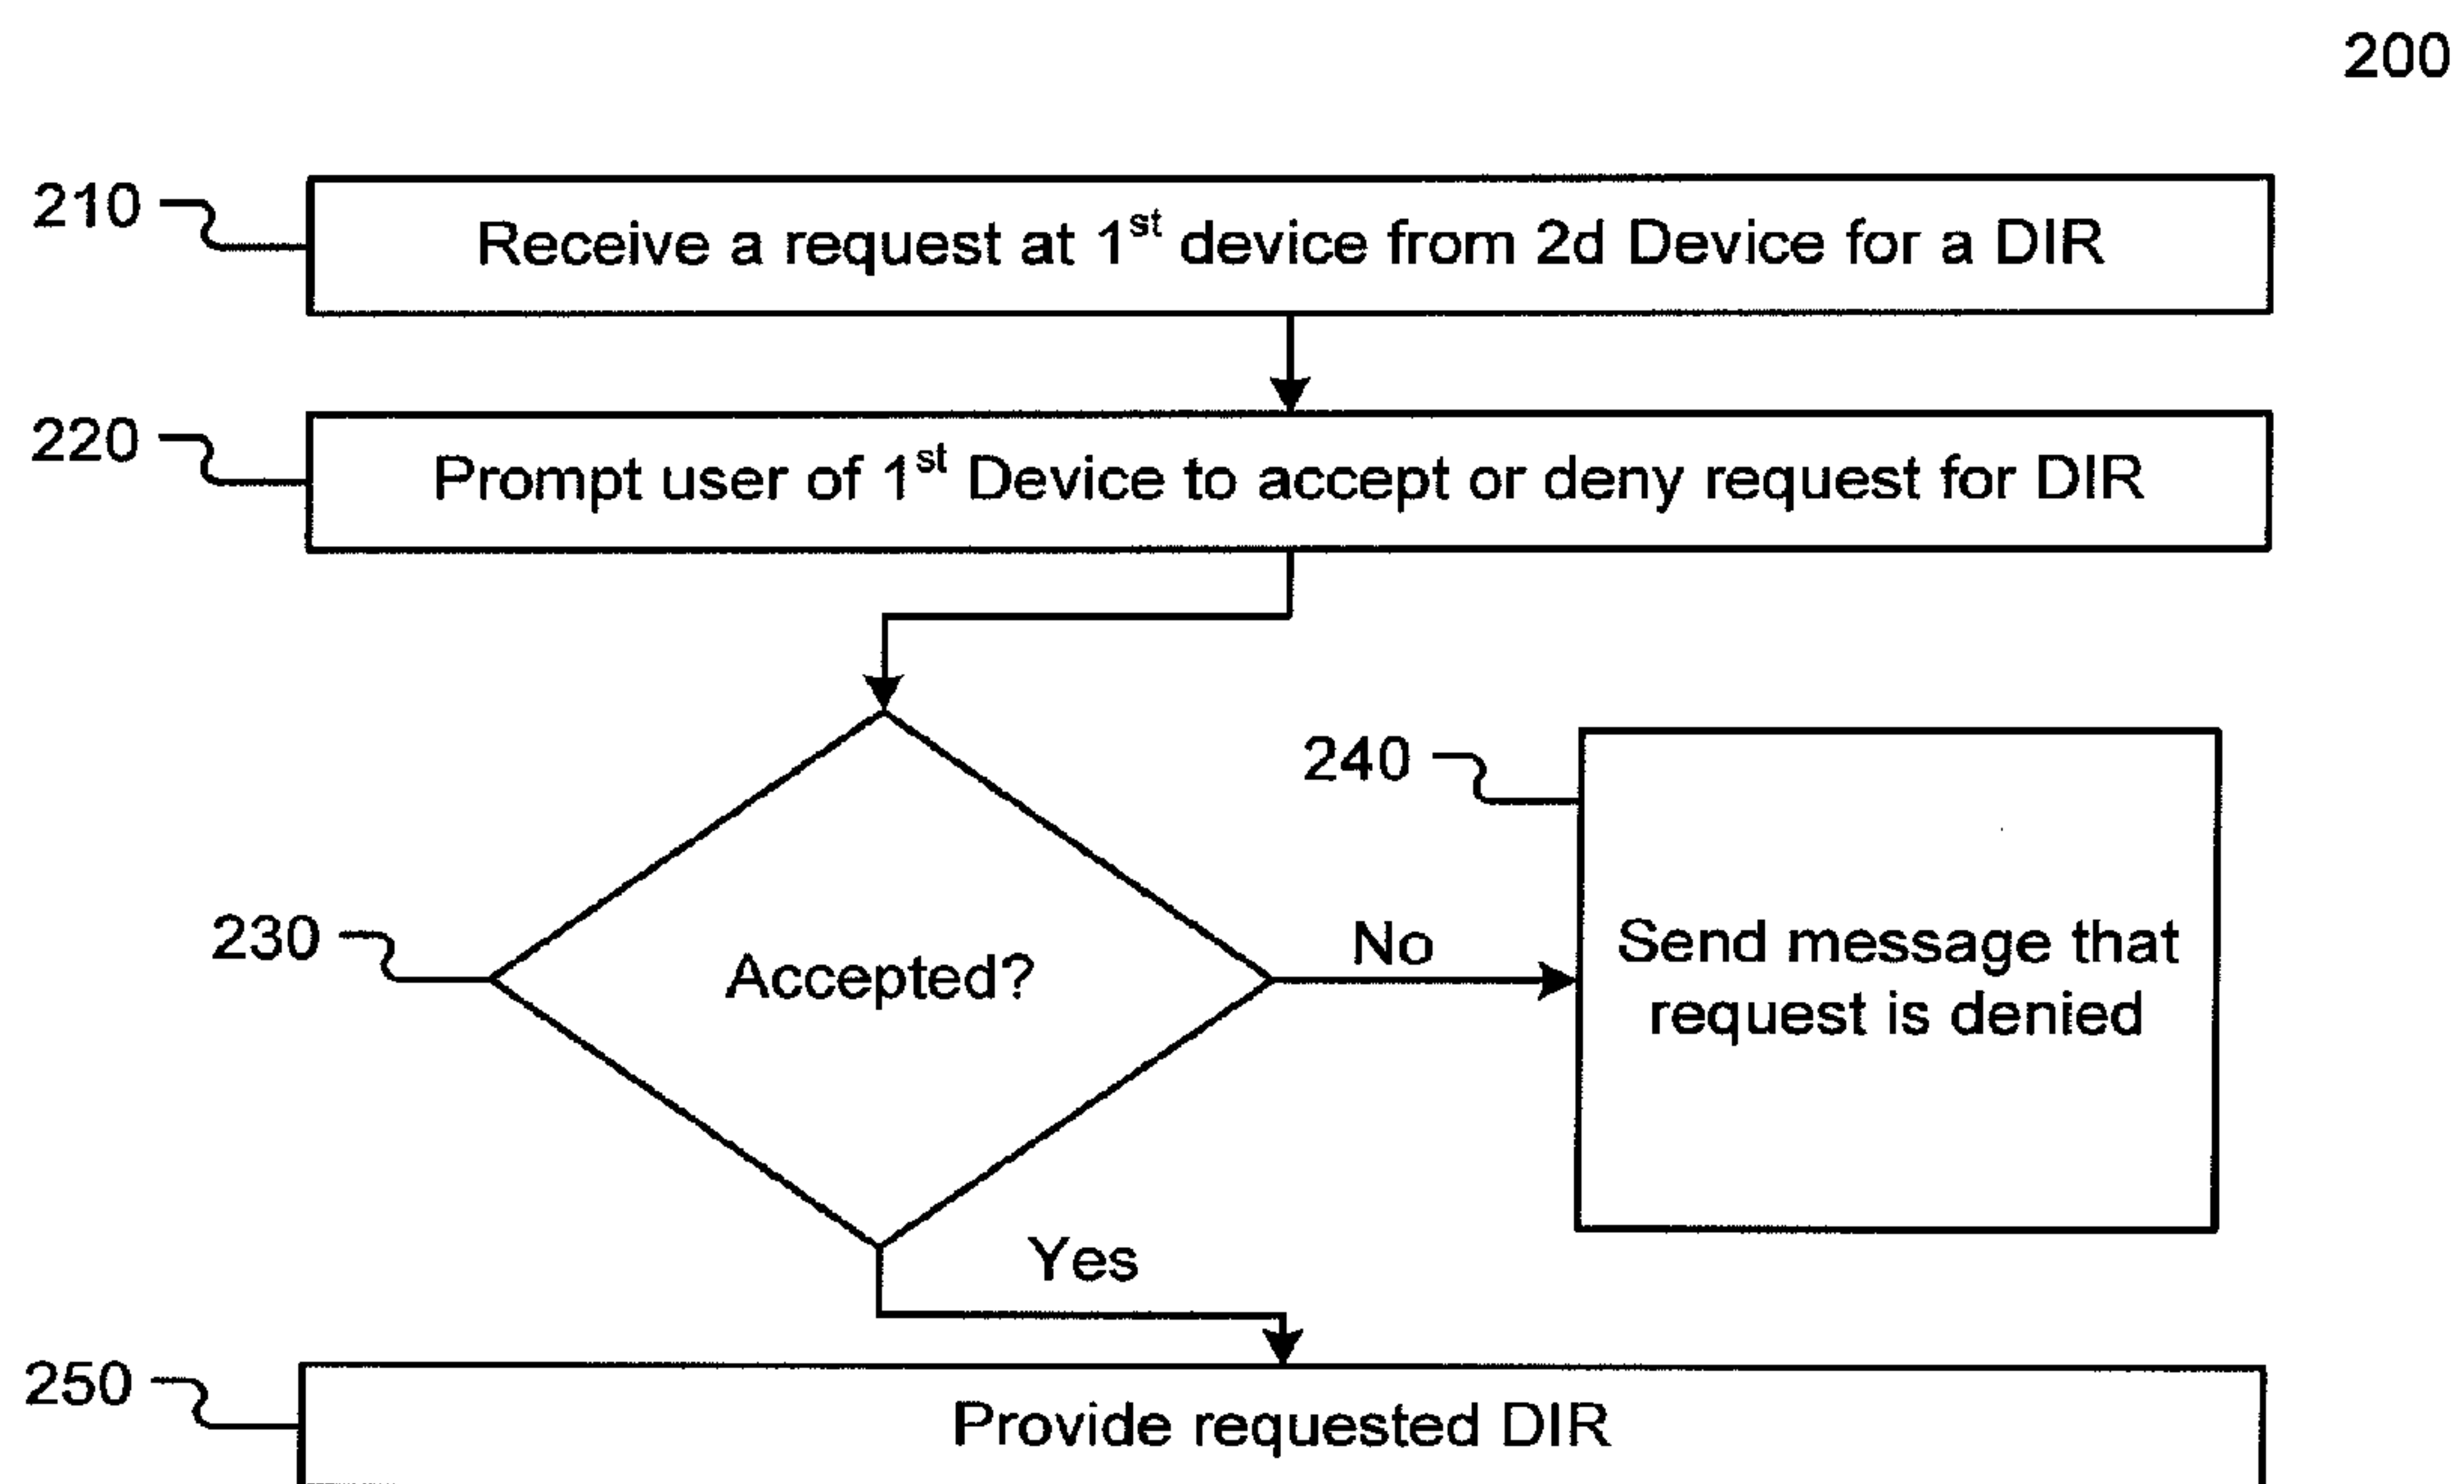 200
210
Receive a request at 1st device from 2d Device for a DIR
220
Prompt user of 1st Device to accept or deny request for DIR
240
230
Accepted?
No
Send message that
request is denied
Yes
250
Provide requested DIR